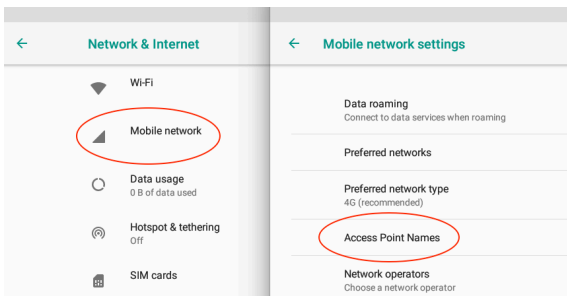 Network & Internet
Wi-Fi
Mobile network
Data usage
0 B of data used
Hotspot & tethering
Off
SIM cards
Mobile network settings
Data roaming
Connect to data services when roaming
Preferred networks
Preferred network type
4G (recommended)
Access Point Names
Network operators
Choose a network operator